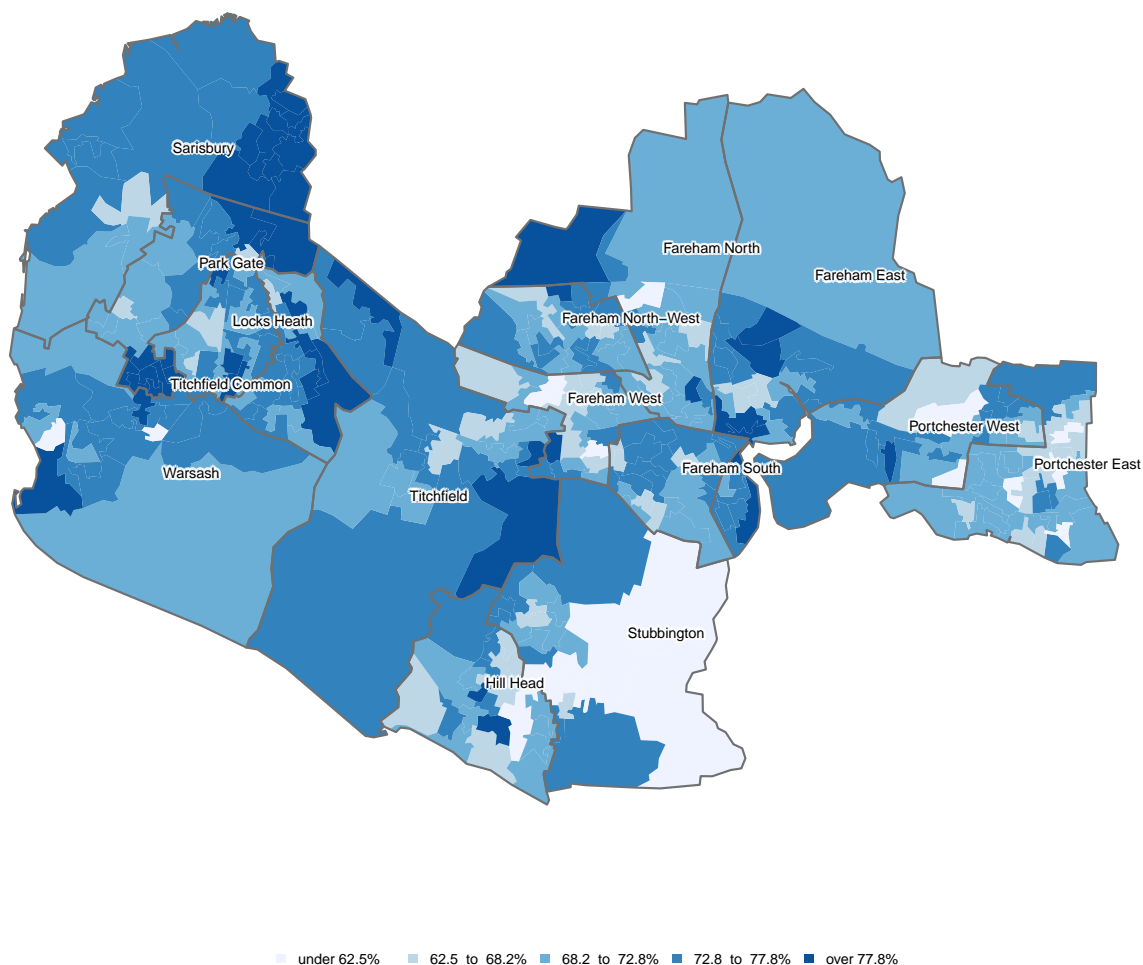 Sarisbury
Fareham North
Park Gate
Fareham East
Fareham North−West
Locks Heath
Titchfield Common
Fareham West
Portchester West
Portchester East
Fareham South
Warsash
Titchfield
Stubbington
Hill Head
under 62.5%
62.5 to 68.2%
68.2 to 72.8%
72.8 to 77.8%
over 77.8%